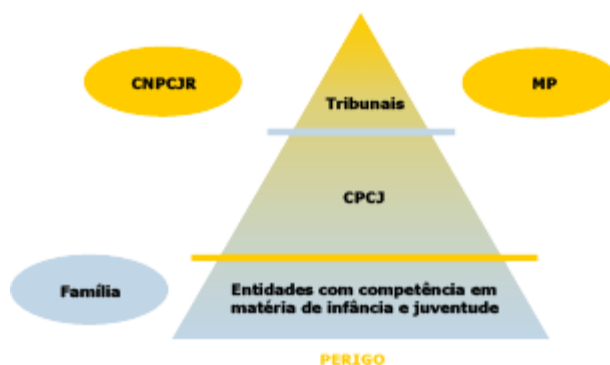 CNPCJR
MP
Tribunais
CPCJ
Família
Entidades com competência em
matéria de infância e juventude
PERIGO